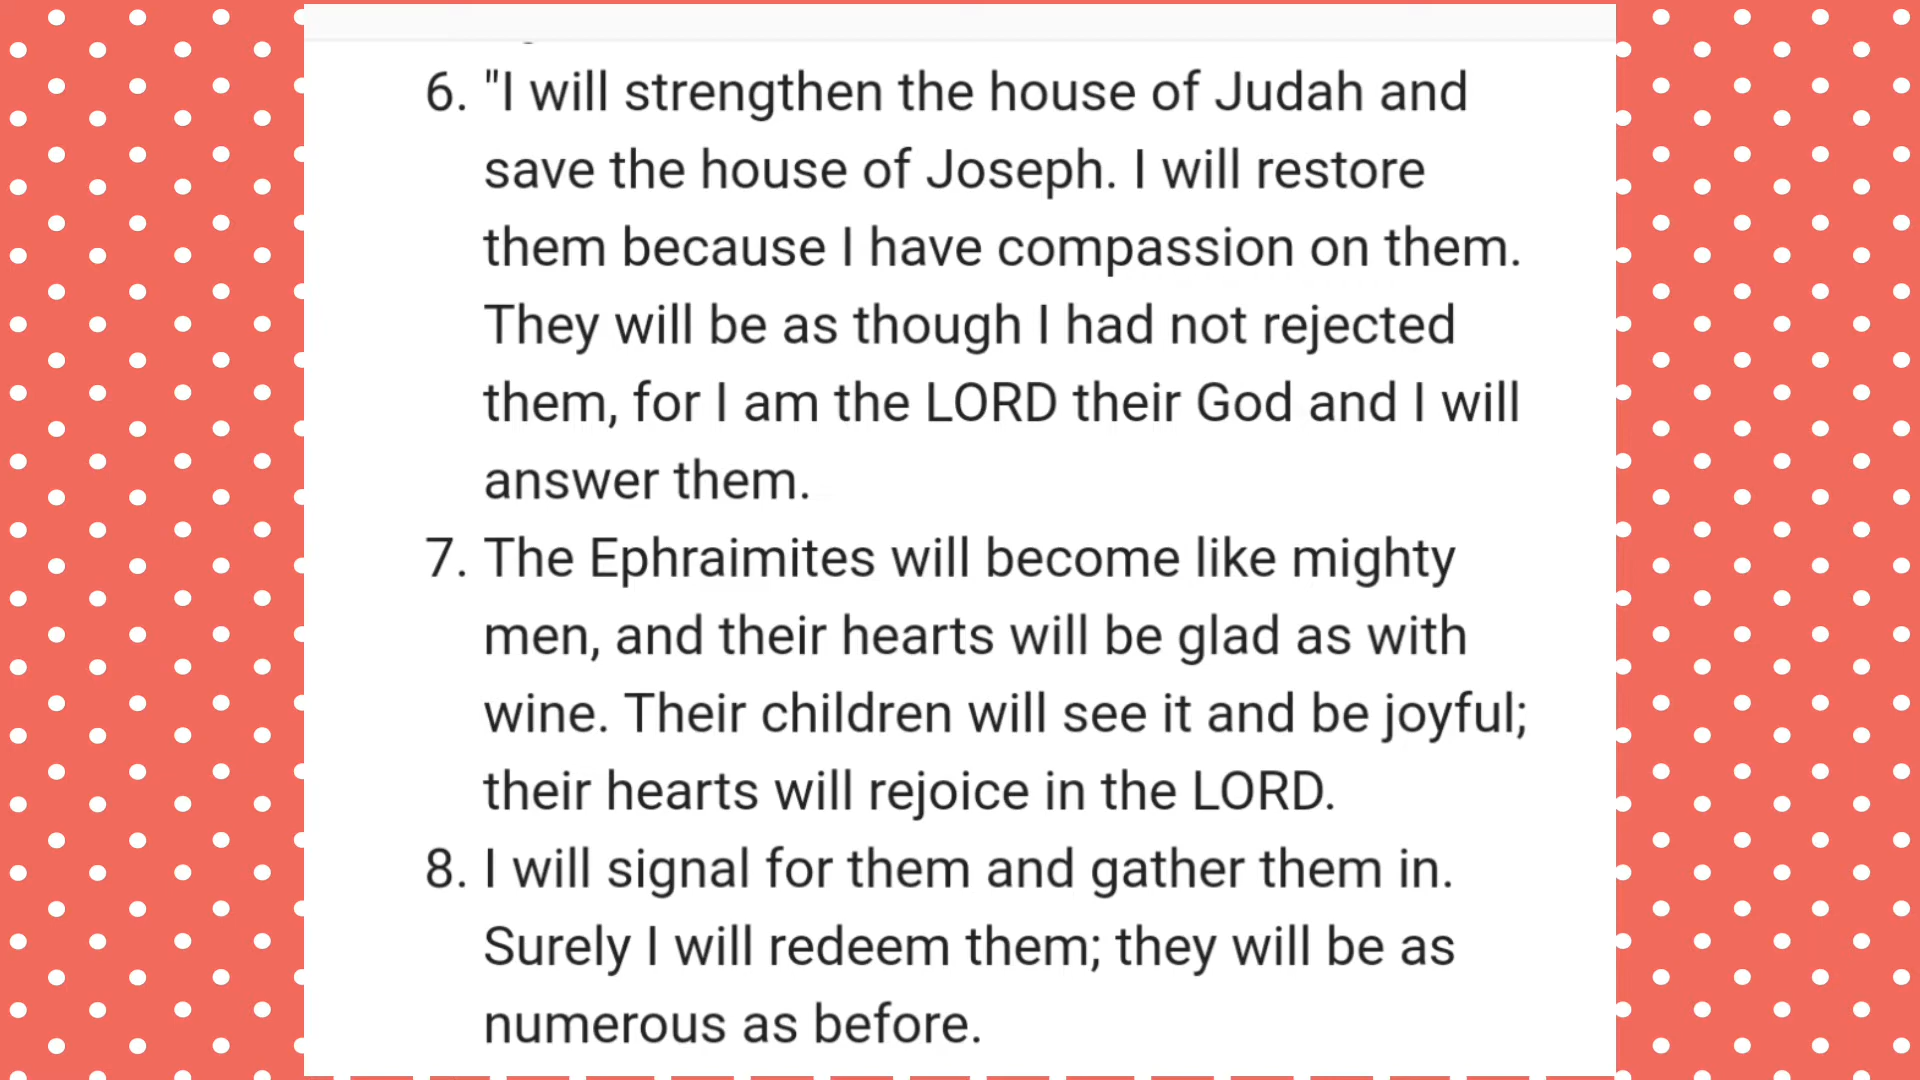 6. "I will strengthen the house of Judah and
save the house of Joseph. I will restore
them because I have compassion on them.
They will be as though I had not rejected
them, for I am the LORD their God and I will
answer them.
7. The Ephraimites will become like mighty
men, and their hearts will be glad as with
wine. Their children will see it and be joyful;
their hearts will rejoice in the LORD.
8. I will signal for them and gather them in.
Surely I will redeem them; they will be as
numerous as before.